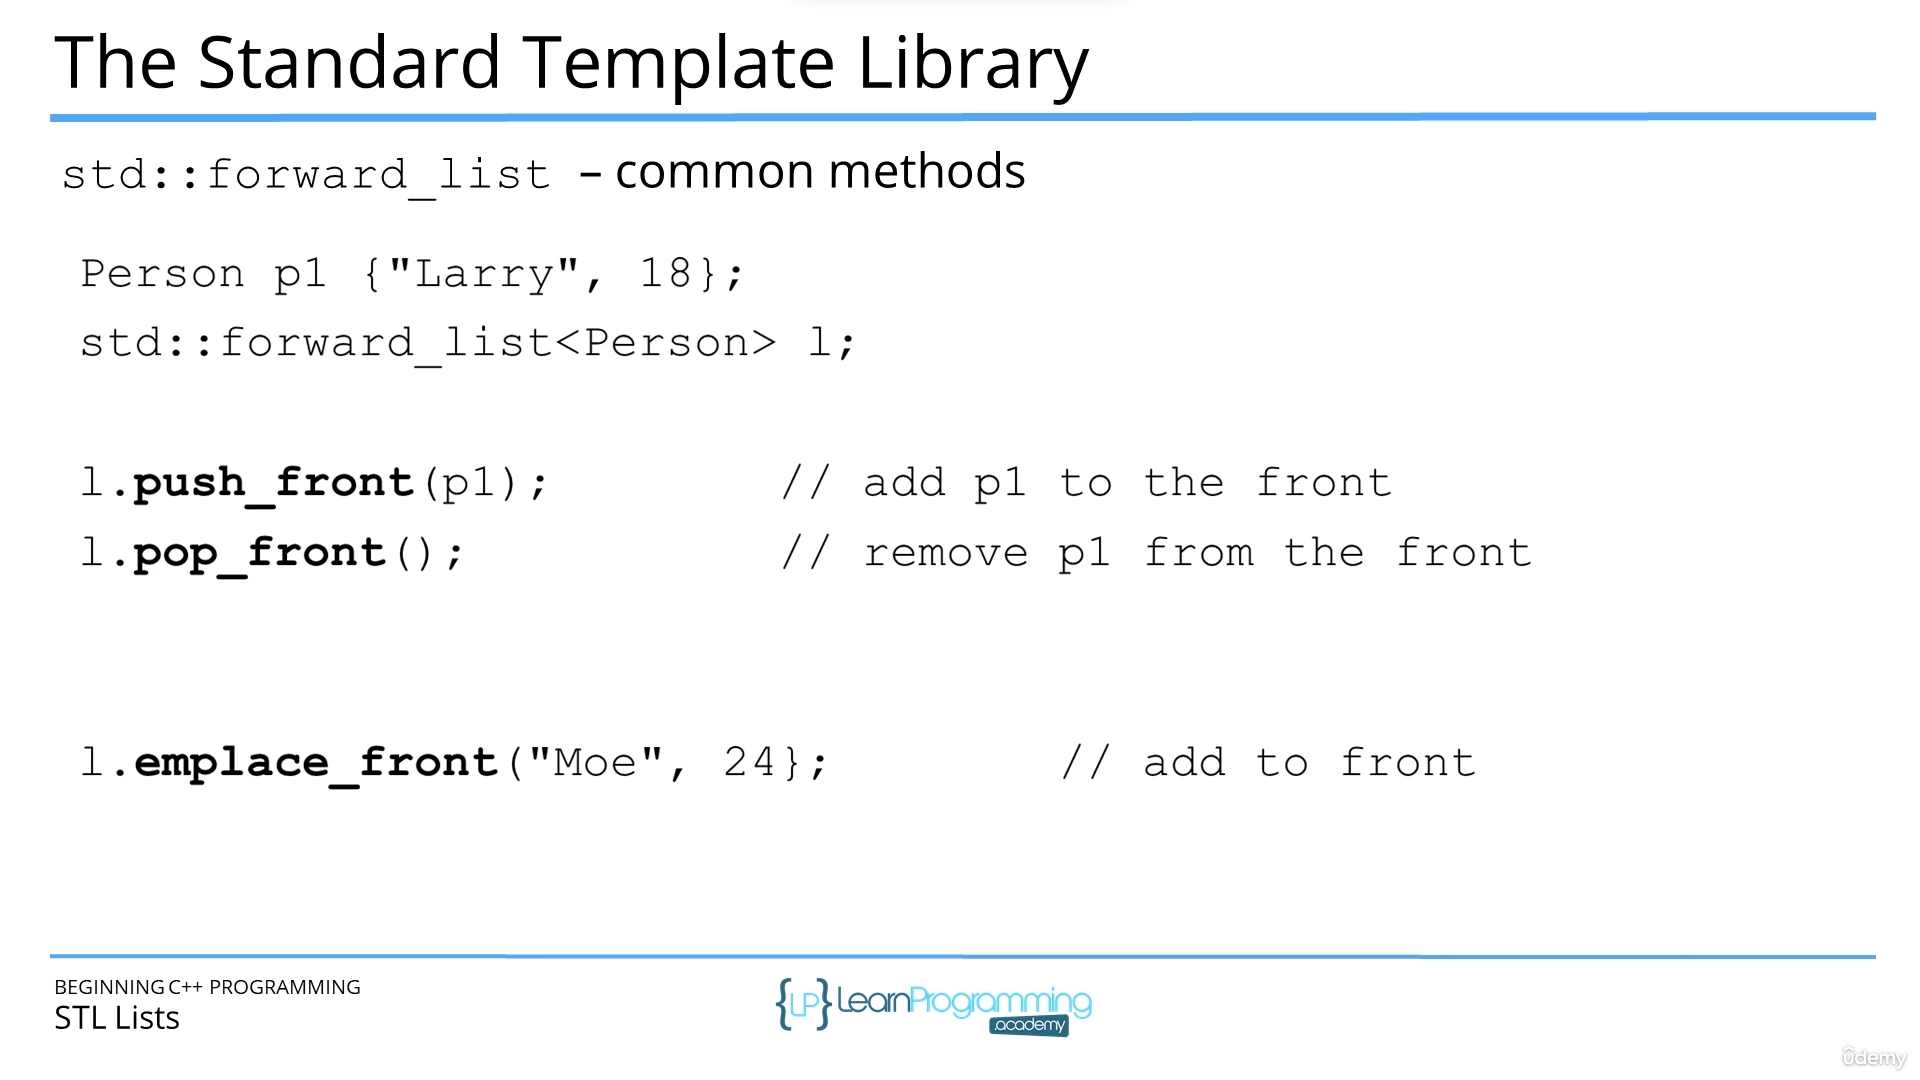 The Standard Template Library
std::forward_list – common methods
Person p1 {"Larry", 18};
std::forward_list<Person> l;
l.push_front(p1); // add p1 to the front
l.pop_front(); // remove p1 from the front
l.emplace_front("Moe", 24}; // add to front
BEGINNING C++ PROGRAMMING
STL Lists
{LP} LearnProgramming
.academy
ûdemy